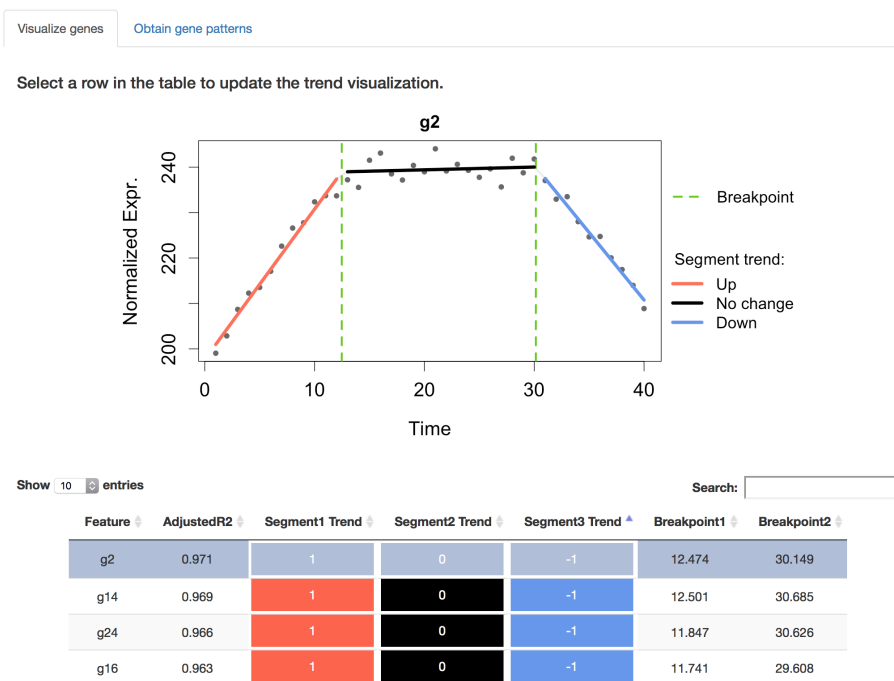 Visualize genes Obtain gene patterns
Select a row in the table to update the trend visualization.
g2
Normalized Expr.
240
220
200
0 10 20 30 40
Time
Breakpoint
Segment trend:
Up
No change
Down
Show 10 entries Search:
Feature AdjustedR2 Segment1 Trend Segment2 Trend Segment3 Trend Breakpoint1 Breakpoint2
g2 0.971 1 0 -1 12.474 30.149
g14 0.969 1 0 -1 12.501 30.685
g24 0.966 1 0 -1 11.847 30.626
g16 0.963 1 0 -1 11.741 29.608